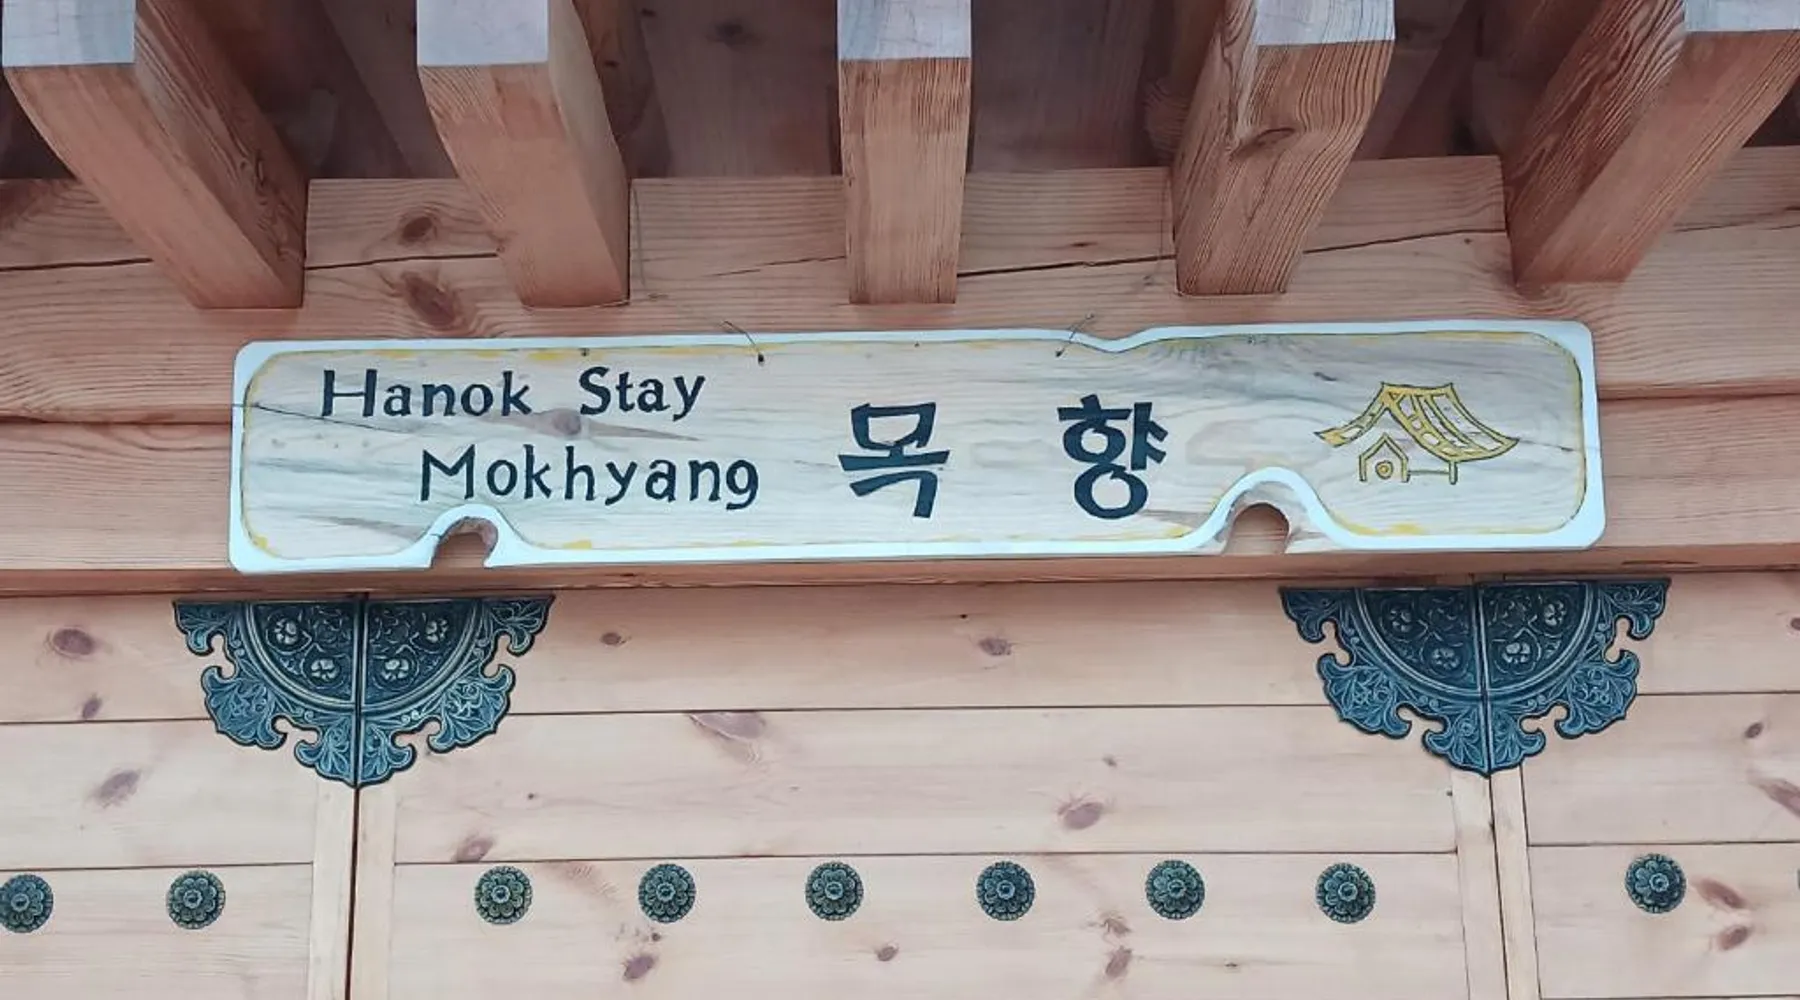 Hanok Stay
Mokhyang
목향